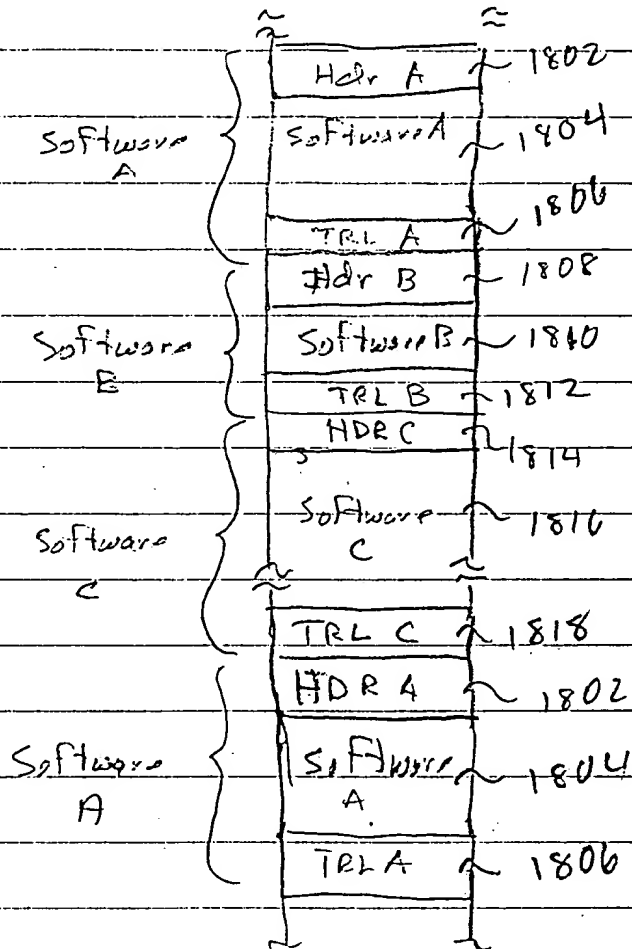 Hdr A 1802
Software A
Software A 1804
TRL A 1806
Hdr B 1808
Software B
Software B 1810
TRL B 1812
HDR C 1814
Software C
Software C 1816
TRL C 1818
HDR A 1802
Software A
Software A. 1804
TRL A 1806